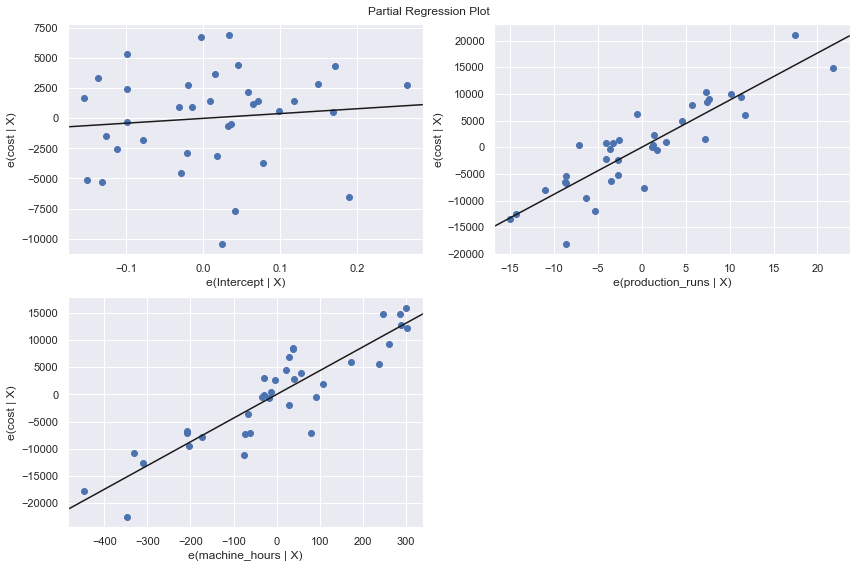 Partial Regression Plot
e(cost | X)
7500
5000
2500
0
−2500
−5000
−7500
−10000
−0.1 0.0 0.1 0.2
e(Intercept | X)
e(cost | X)
20000
15000
10000
5000
0
−5000
−10000
−15000
−20000
−15 −10 −5 0 5 10 15 20
e(production_runs | X)
e(cost | X)
15000
10000
5000
0
−5000
−10000
−15000
−20000
−400 −300 −200 −100 0 100 200 300
e(machine_hours | X)